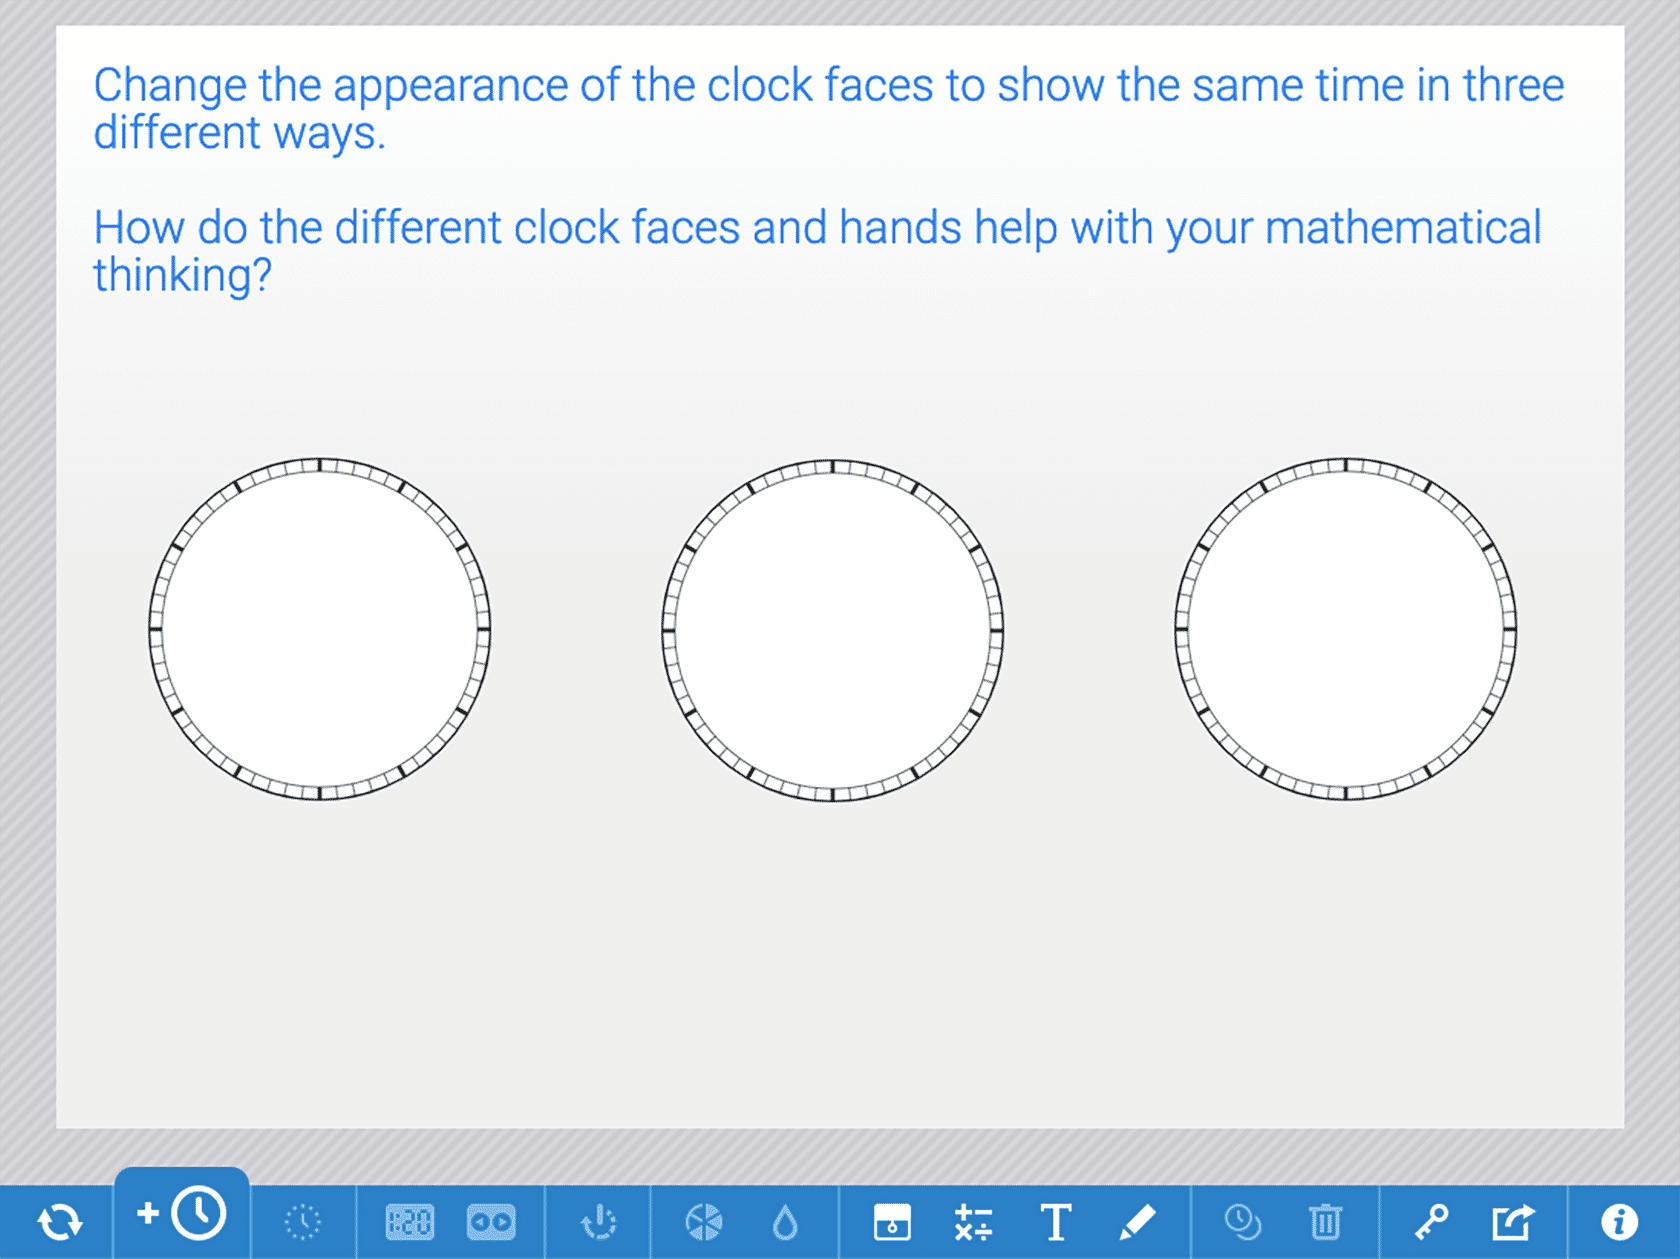 Change the appearance of the clock faces to show the same time in three
different ways.
How do the different clock faces and hands help with your mathematical
thinking?
1:20
T